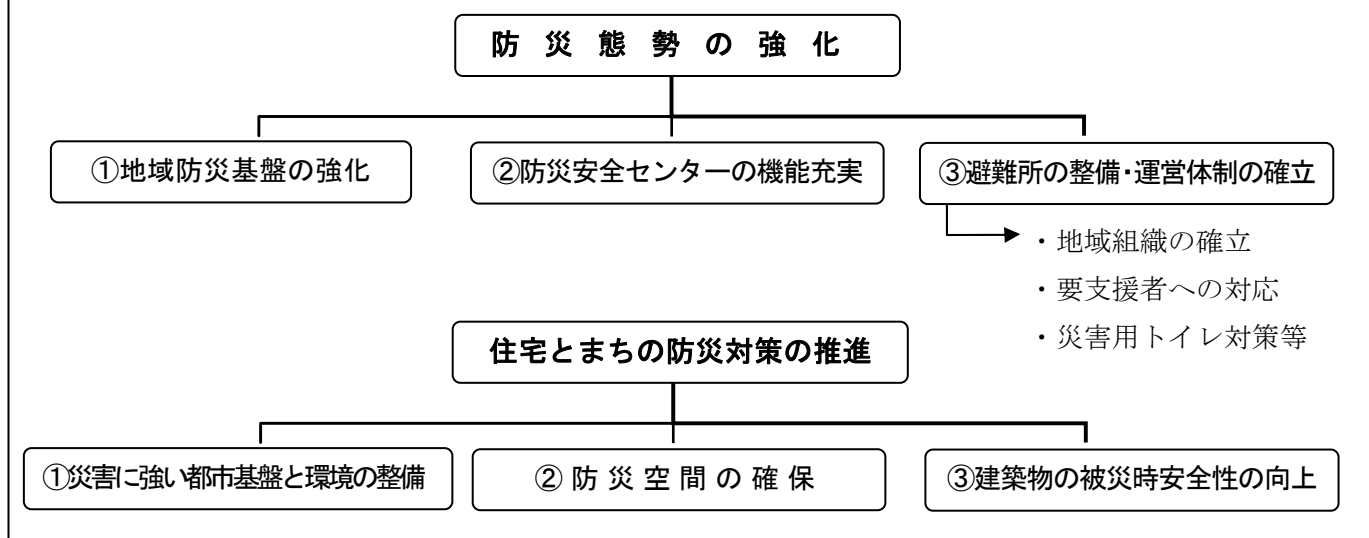 防災態勢の強化
①地域防災基盤の強化
②防災安全センターの機能充実
③避難所の整備・運営体制の確立
・地域組織の確立
・要支援者への対応
・災害用トイレ対策等
住宅とまちの防災対策の推進
①災害に強い都市基盤と環境の整備
②防災空間の確保
③建築物の被災時安全性の向上